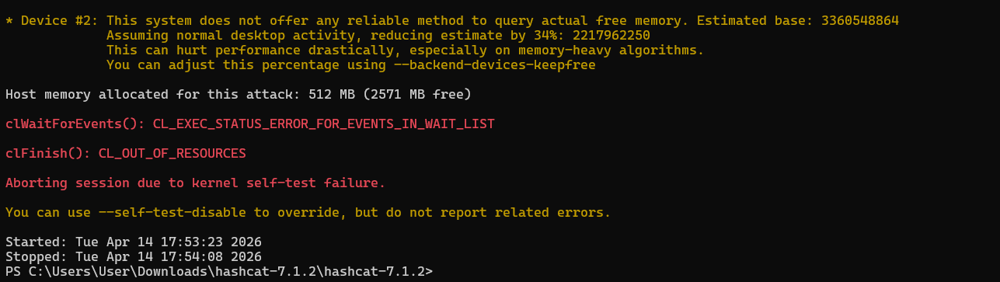 * Device #2: This system does not offer any reliable method to query actual free memory. Estimated base: 3360548864
Assuming normal desktop activity, reducing estimate by 34%: 2217962250
This can hurt performance drastically, especially on memory-heavy algorithms.
You can adjust this percentage using --backend-devices-keepfree
Host memory allocated for this attack: 512 MB (2571 MB free)
clWaitForEvents(): CL_EXEC_STATUS_ERROR_FOR_EVENTS_IN_WAIT_LIST
clFinish(): CL_OUT_OF_RESOURCES
Aborting session due to kernel self-test failure.
You can use --self-test-disable to override, but do not report related errors.
Started: Tue Apr 14 17:53:23 2026
Stopped: Tue Apr 14 17:54:08 2026
PS C:\Users\User\Downloads\hashcat-7.1.2\hashcat-7.1.2>